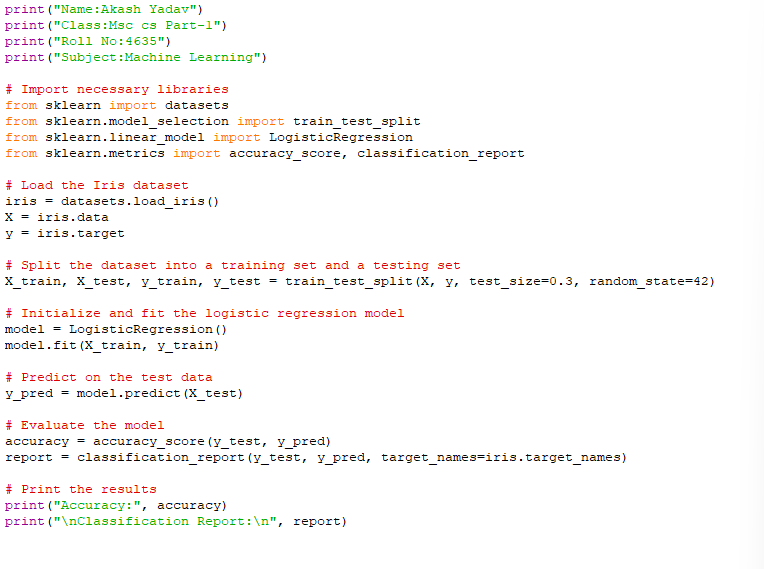 print("Name:Akash Yadav")
print("Class:Msc cs Part-1")
print("Roll No:4635")
print("Subject:Machine Learning")
# Import necessary libraries
from sklearn import datasets
from sklearn.model_selection import train_test_split
from sklearn.linear_model import LogisticRegression
from sklearn.metrics import accuracy_score, classification_report
# Load the Iris dataset
iris = datasets.load_iris()
X = iris.data
y = iris.target
# Split the dataset into a training set and a testing set
X_train, X_test, y_train, y_test = train_test_split(X, y, test_size=0.3, random_state=42)
# Initialize and fit the logistic regression model
model = LogisticRegression()
model.fit(X_train, y_train)
# Predict on the test data
y_pred = model.predict(X_test)
# Evaluate the model
accuracy = accuracy_score(y_test, y_pred)
report = classification_report(y_test, y_pred, target_names=iris.target_names)
# Print the results
print("Accuracy:", accuracy)
print("\nClassification Report:\n", report)